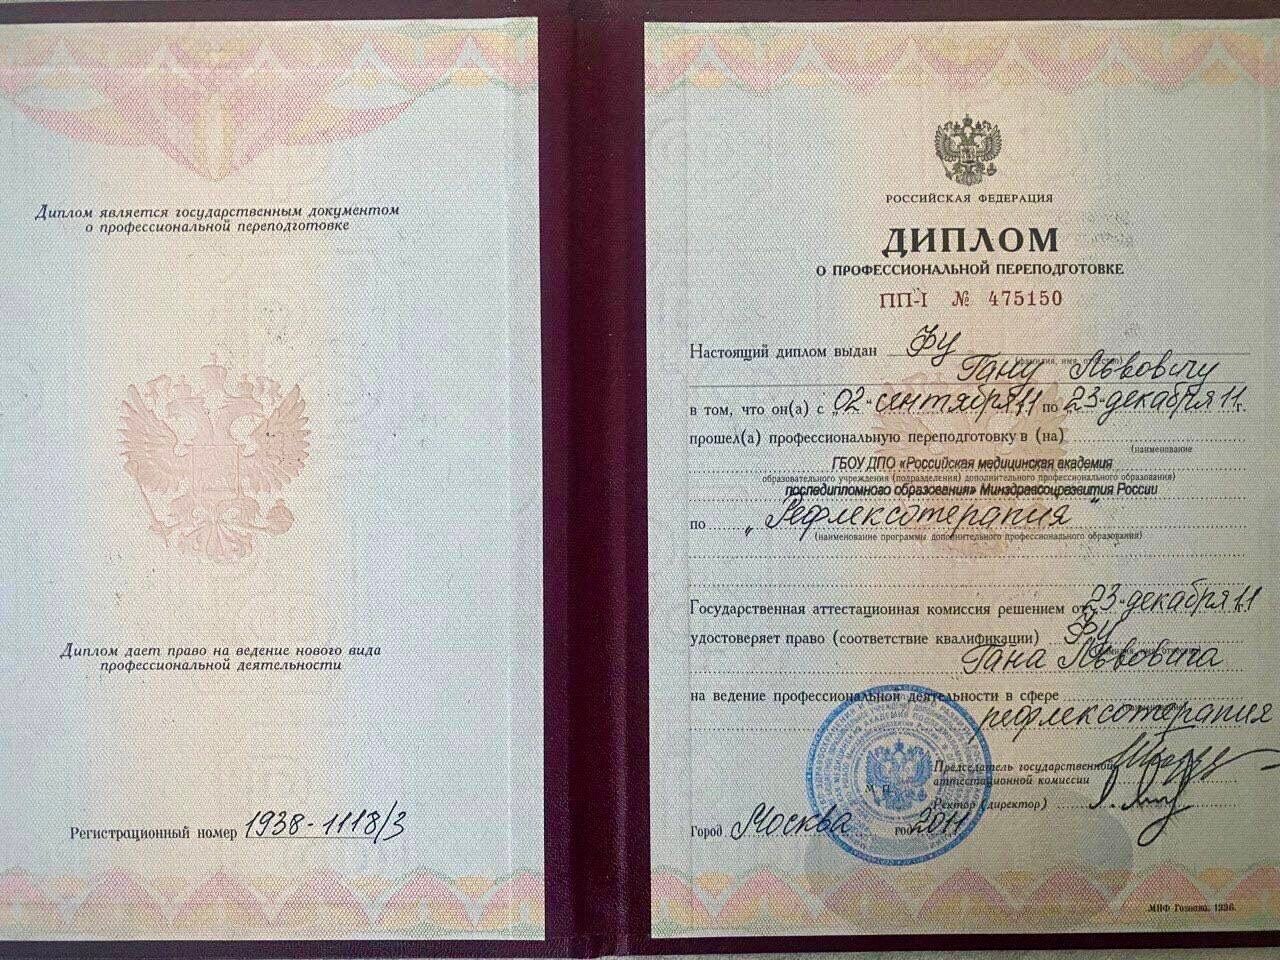 Диплом является государственным документом
о профессиональной переподготовке
Диплом дает право на ведение нового вида
профессиональной деятельности
Регистрационный номер 1938-1118/3
РОССИЙСКАЯ ФЕДЕРАЦИЯ
ДИПЛОМ
О ПРОФЕССИОНАЛЬНОЙ ПЕРЕПОДГОТОВКЕ
ПП-I № 475150
Настоящий диплом выдан Фу
(фамилия, имя, отчество)
Гану Львовичу
в том, что он(а) с „02“ сентября 11 по „23“ декабря 11 г.
прошел(а) профессиональную переподготовку в (на)
(наименование
ГБОУ ДПО «Российская медицинская академия
образовательного учреждения (подразделения) дополнительного профессионального образования)
последипломного образования» Минздравсоцразвития России
по „Рефлексотерапия“
(наименование программы дополнительного профессионального образования)
Государственная аттестационная комиссия решением от „23“ декабря 11
удостоверяет право (соответствие квалификации) Фу
(фамилия, имя, отчество)
Гана Львовича
на ведение профессиональной деятельности в сфере
(наименование)
рефлексотерапия
Председатель государственной
аттестационной комиссии
М. П.
Ректор (директор)
Город Москва год 2011
МПФ Гознака. 1996.